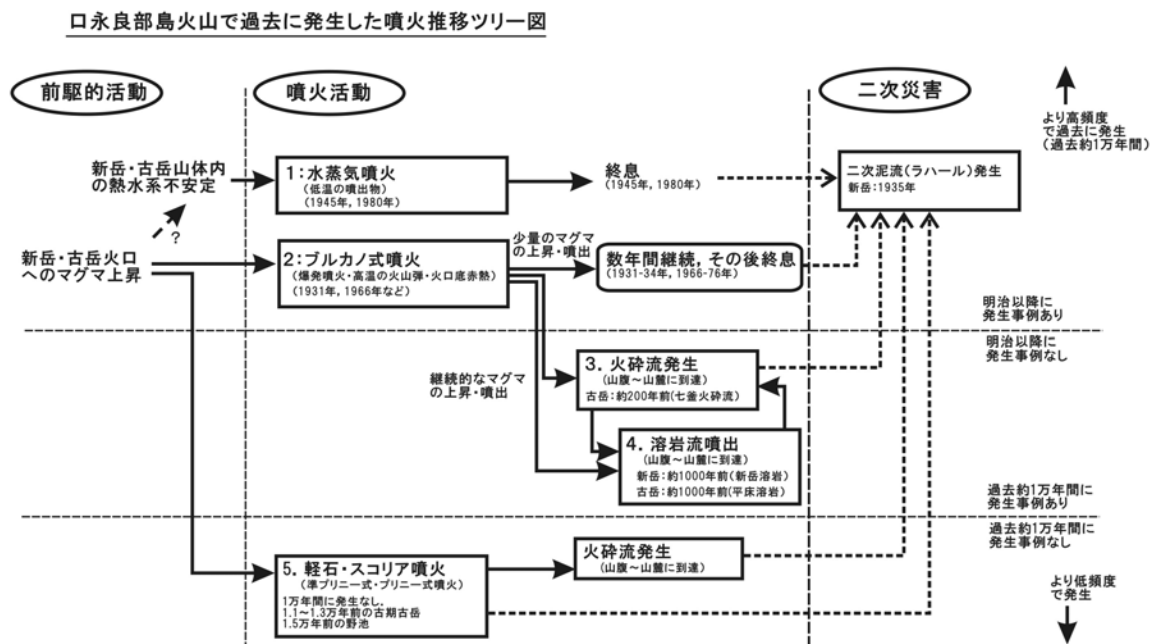 口永良部島火山で過去に発生した噴火推移ツリー図
前駆的活動
噴火活動
二次災害
より高頻度
で過去に発生
(過去約1万年間)
新岳・古岳山体内
の熱水系不安定
1:水蒸気噴火
(低温の噴出物)
(1945年, 1980年)
終息
(1945年, 1980年)
二次泥流(ラハール)発生
新岳:1935年
?
新岳・古岳火口
へのマグマ上昇
2:ブルカノ式噴火
(爆発噴火・高温の火山弾・火口底赤熱)
(1931年, 1966年など)
少量のマグマ
の上昇・噴出
数年間継続, その後終息
(1931-34年, 1966-76年)
明治以降に
発生事例あり
明治以降に
発生事例なし
継続的なマグマ
の上昇・噴出
3. 火砕流発生
(山腹～山麓に到達)
古岳:約200年前(七釜火砕流)
4. 溶岩流噴出
(山腹～山麓に到達)
新岳:約1000年前(新岳溶岩)
古岳:約1000年前(平床溶岩)
過去約1万年間に
発生事例あり
過去約1万年間に
発生事例なし
5. 軽石・スコリア噴火
(準プリニー式・プリニー式噴火)
1万年間に発生なし.
1.1～1.3万年前の古期古岳
1.5万年前の野池
火砕流発生
(山腹～山麓に到達)
より低頻度
で発生